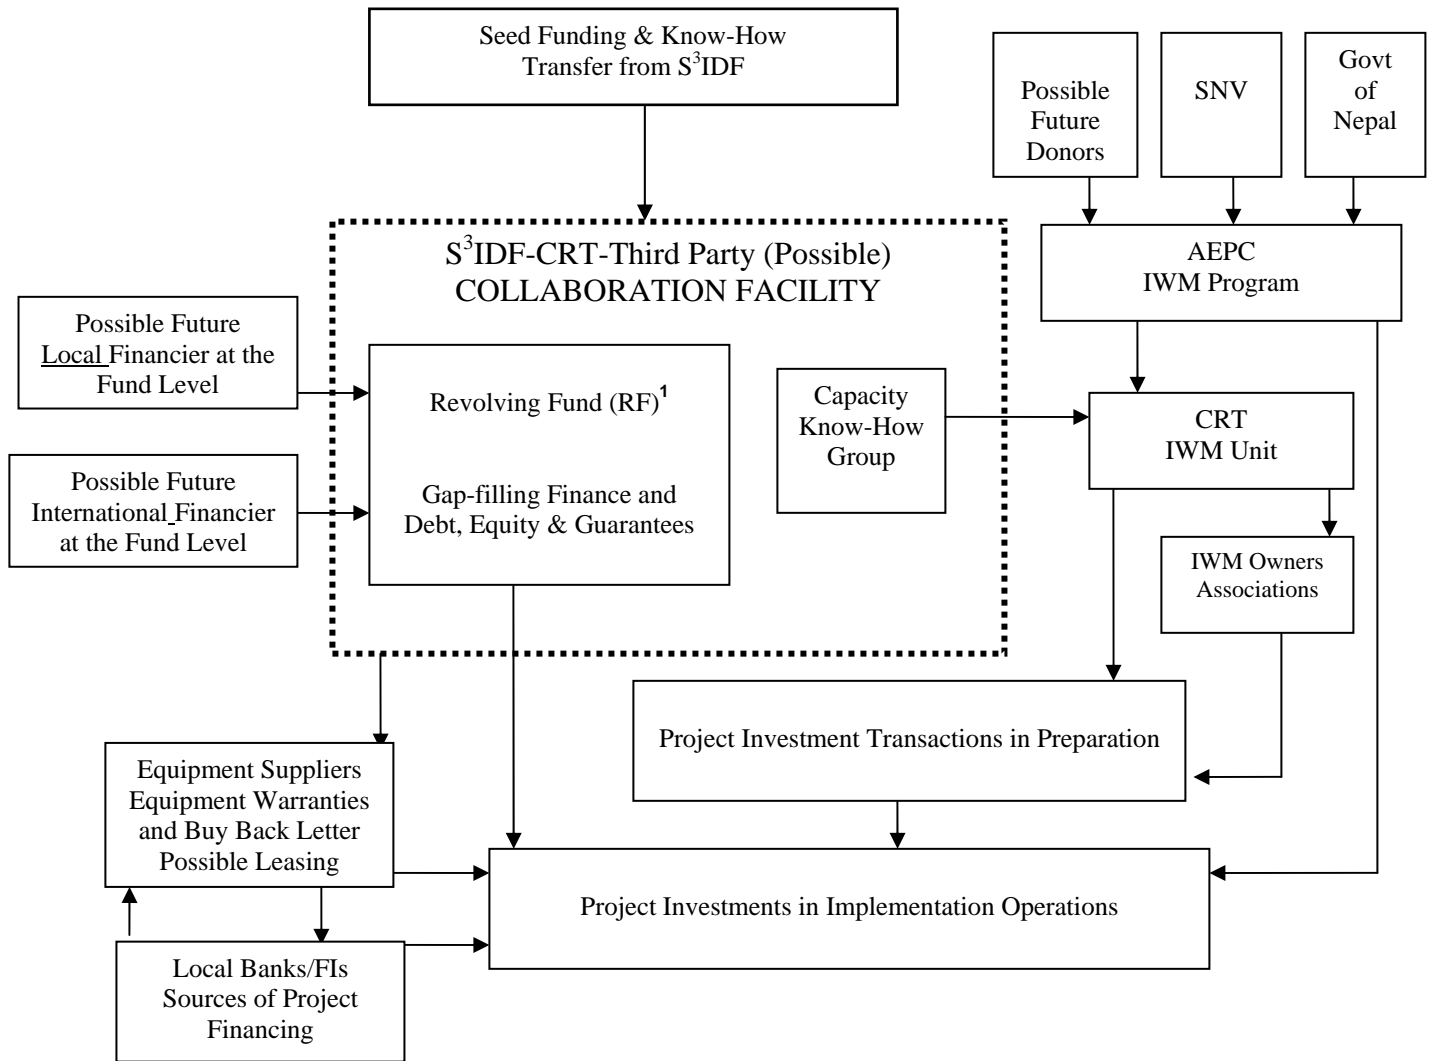 Seed Funding & Know-How
Transfer from S³IDF
Possible
Future
Donors
SNV
Govt
of
Nepal
S³IDF-CRT-Third Party (Possible)
COLLABORATION FACILITY
AEPC
IWM Program
Possible Future
Local Financier at the
Fund Level
Revolving Fund (RF)¹
Gap-filling Finance and
Debt, Equity & Guarantees
Capacity
Know-How
Group
CRT
IWM Unit
Possible Future
International Financier
at the Fund Level
IWM Owners
Associations
Project Investment Transactions in Preparation
Equipment Suppliers
Equipment Warranties
and Buy Back Letter
Possible Leasing
Project Investments in Implementation Operations
Local Banks/FIs
Sources of Project
Financing